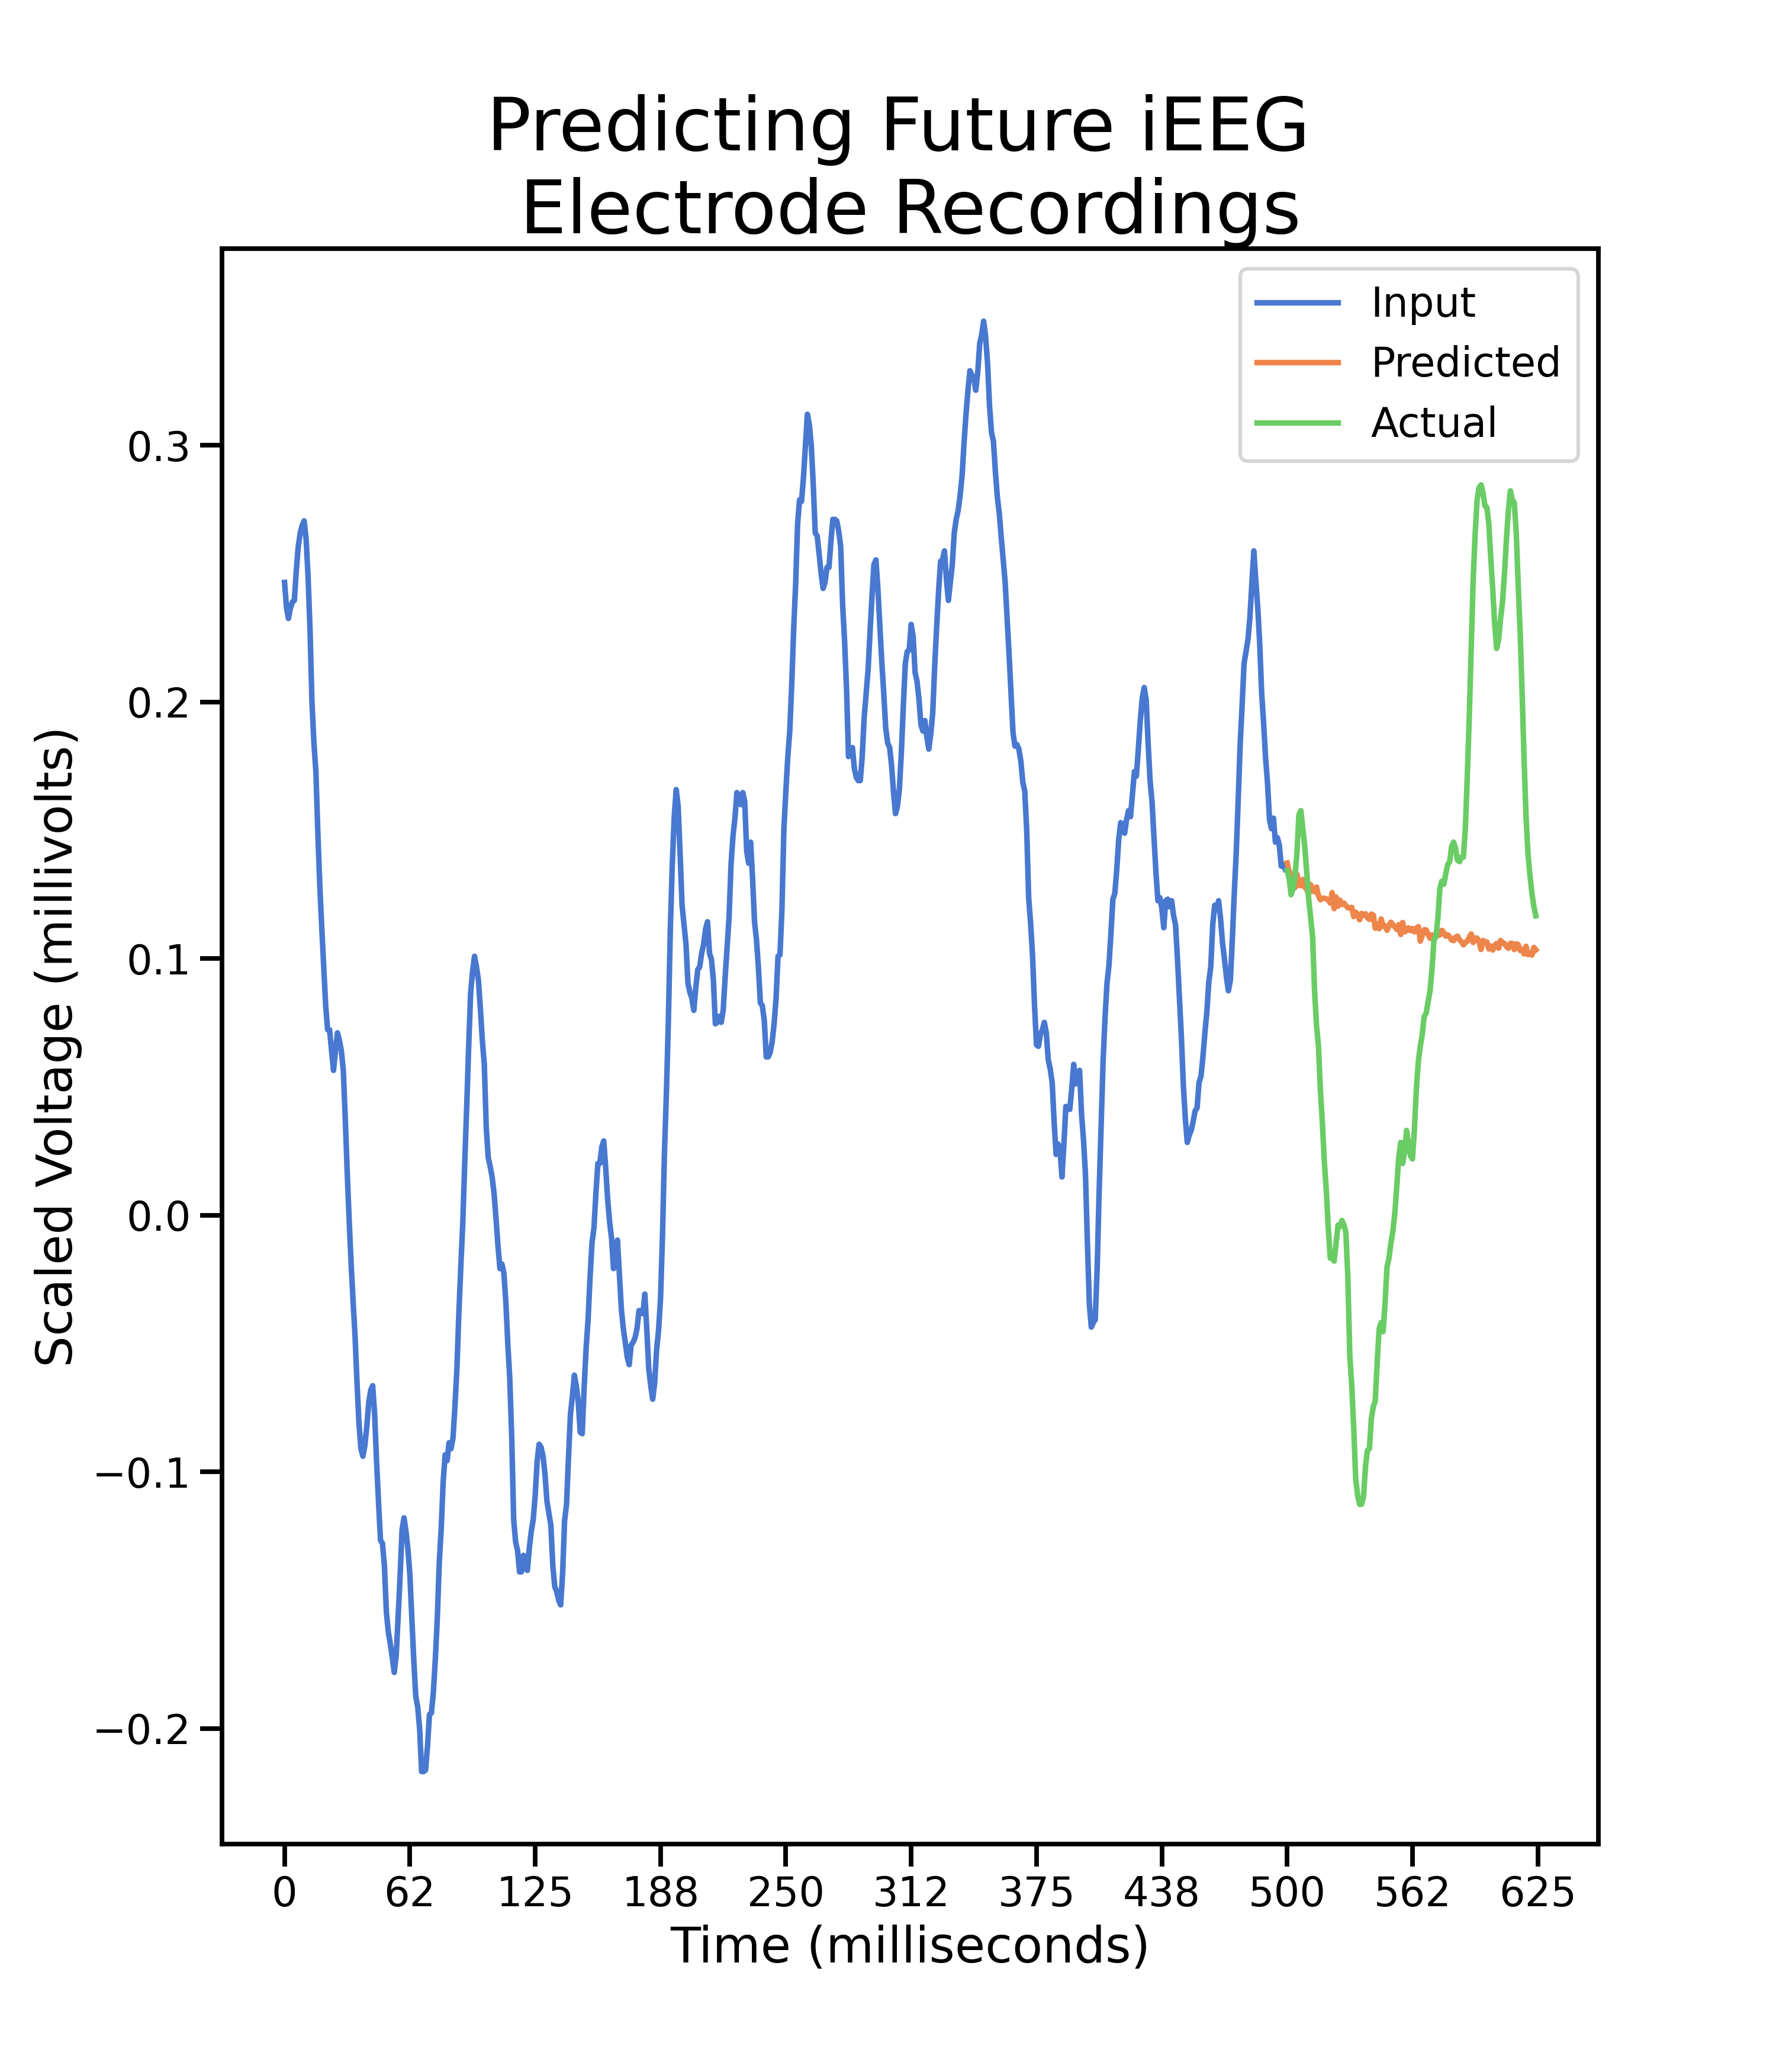 Predicting Future iEEG
Electrode Recordings
Input
Predicted
Actual
Scaled Voltage (millivolts)
0.3
0.2
0.1
0.0
−0.1
−0.2
0 62 125 188 250 312 375 438 500 562 625
Time (milliseconds)